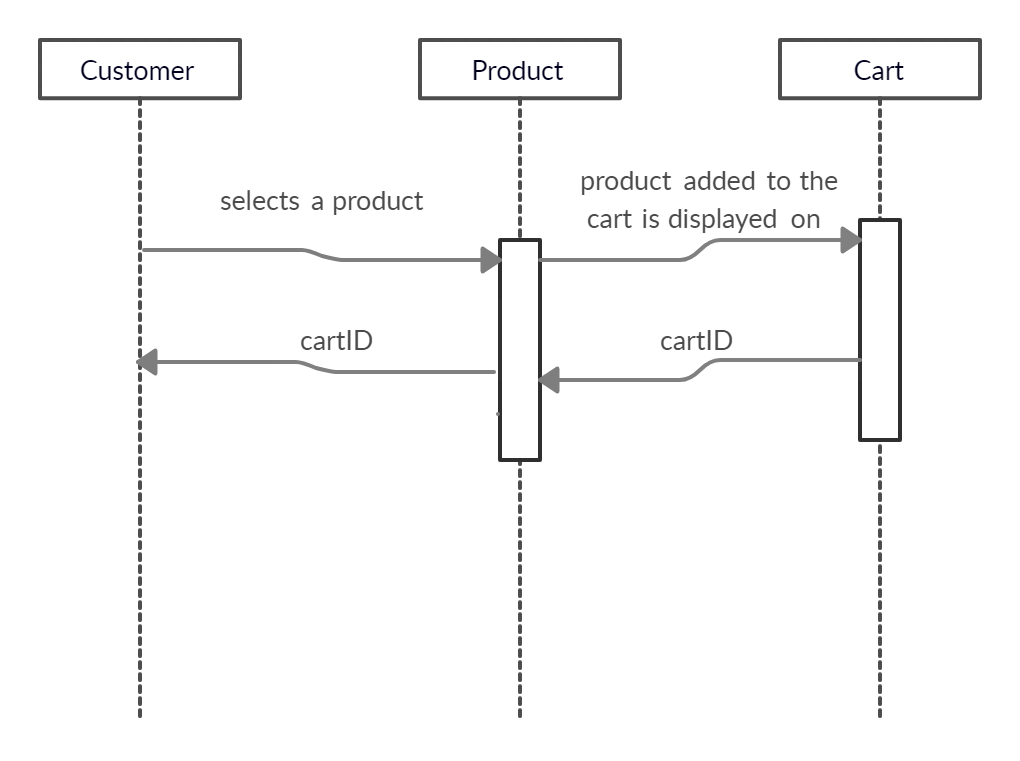 Customer
Product
Cart
selects a product
product added to the
cart is displayed on
cartID
cartID